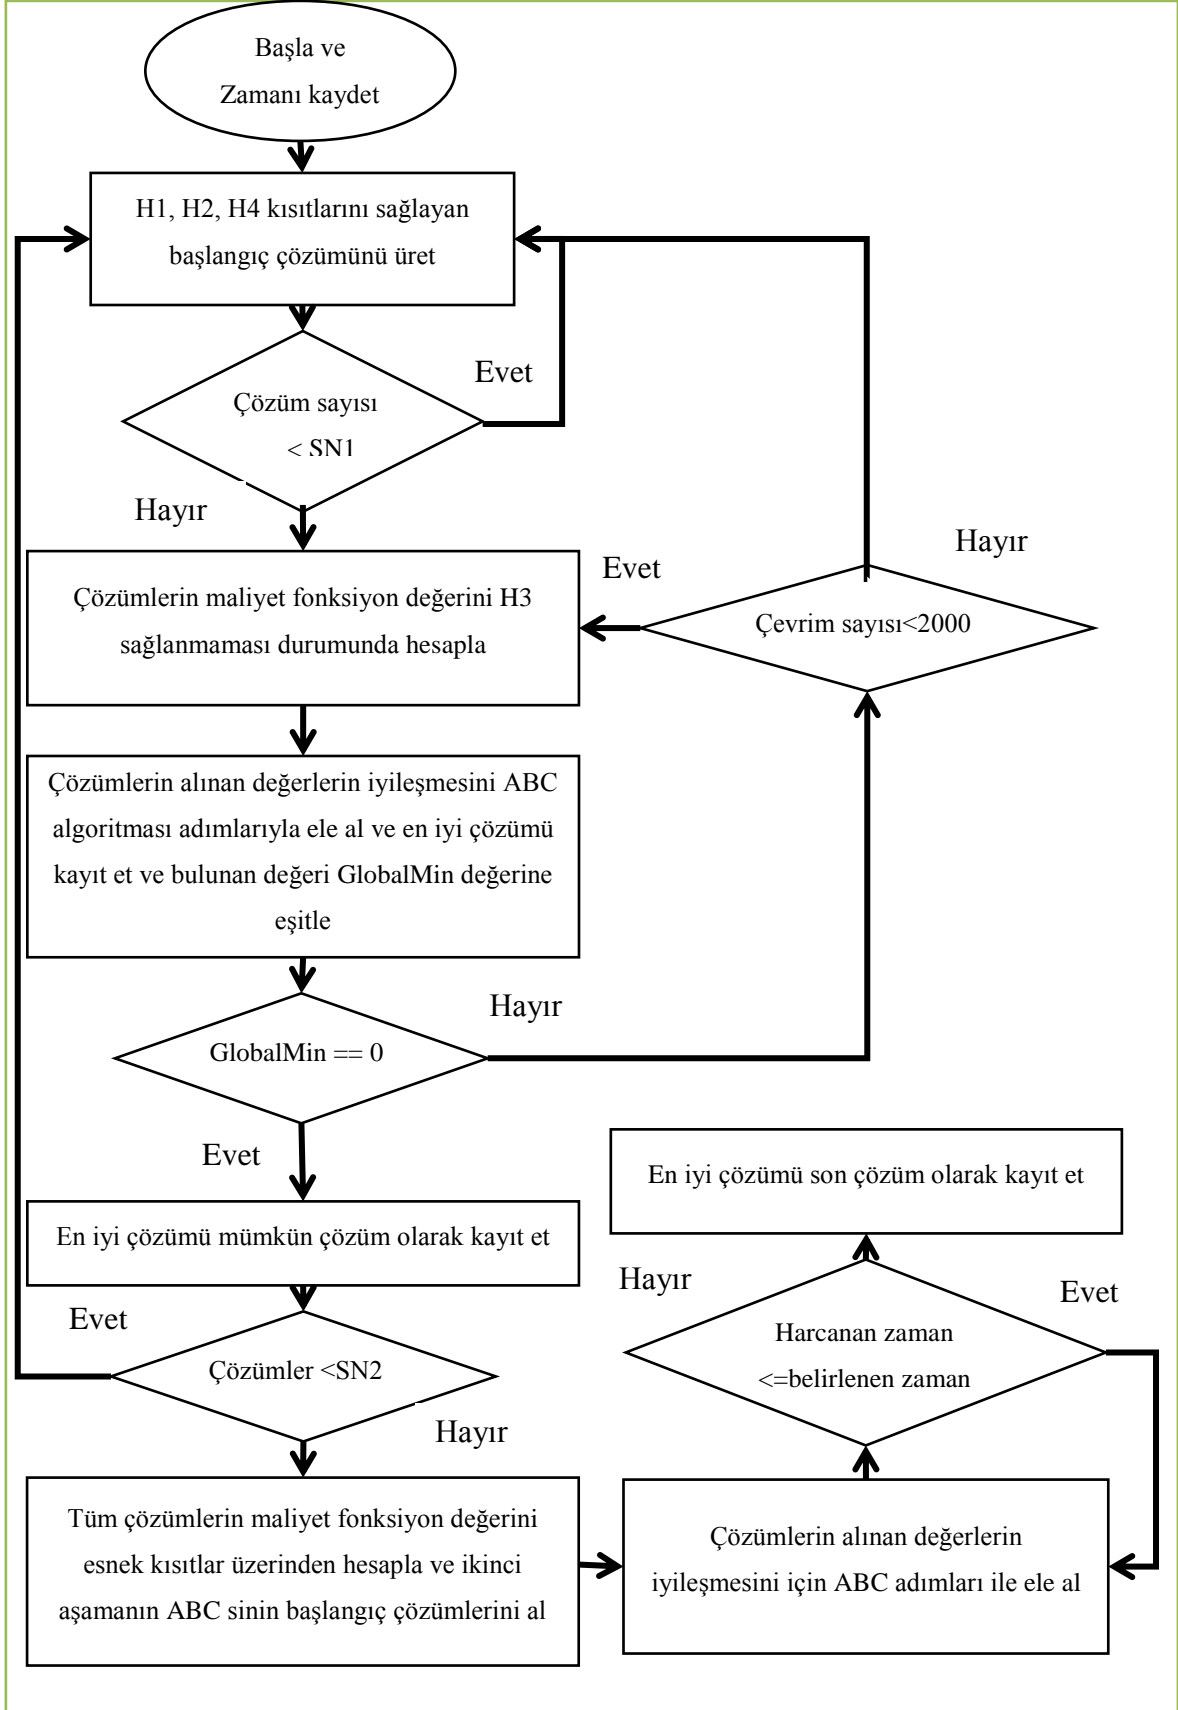 Başla ve
Zamanı kaydet
H1, H2, H4 kısıtlarını sağlayan
başlangıç çözümünü üret
Evet
Çözüm sayısı
< SN1
Hayır
Hayır
Evet
Çözümlerin maliyet fonksiyon değerini H3
sağlanmaması durumunda hesapla
Çevrim sayısı<2000
Çözümlerin alınan değerlerin iyileşmesini ABC
algoritması adımlarıyla ele al ve en iyi çözümü
kayıt et ve bulunan değeri GlobalMin değerine
eşitle
Hayır
GlobalMin == 0
Evet
En iyi çözümü mümkün çözüm olarak kayıt et
Evet
Çözümler <SN2
Hayır
Tüm çözümlerin maliyet fonksiyon değerini
esnek kısıtlar üzerinden hesapla ve ikinci
aşamanın ABC sinin başlangıç çözümlerini al
En iyi çözümü son çözüm olarak kayıt et
Hayır
Evet
Harcanan zaman
<=belirlenen zaman
Çözümlerin alınan değerlerin
iyileşmesini için ABC adımları ile ele al